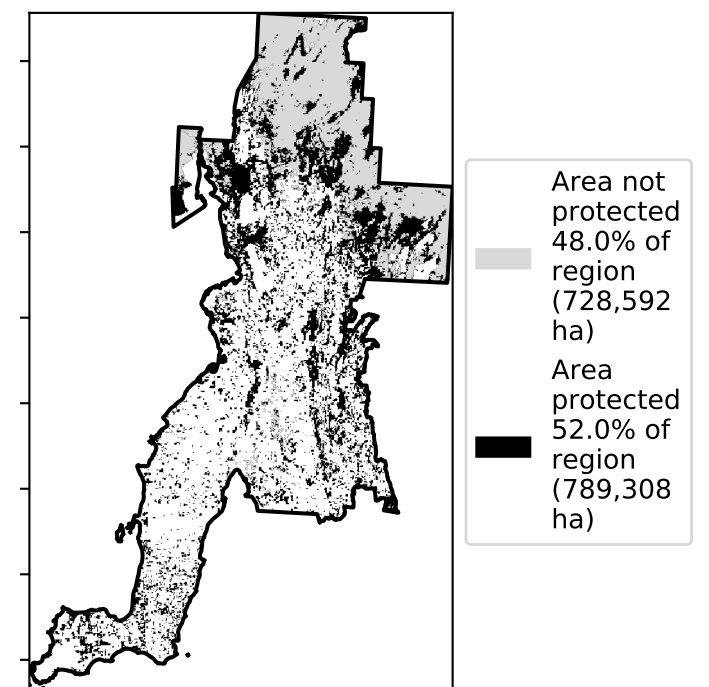 Area not
protected
48.0% of
region
(728,592
ha)
Area
protected
52.0% of
region
(789,308
ha)